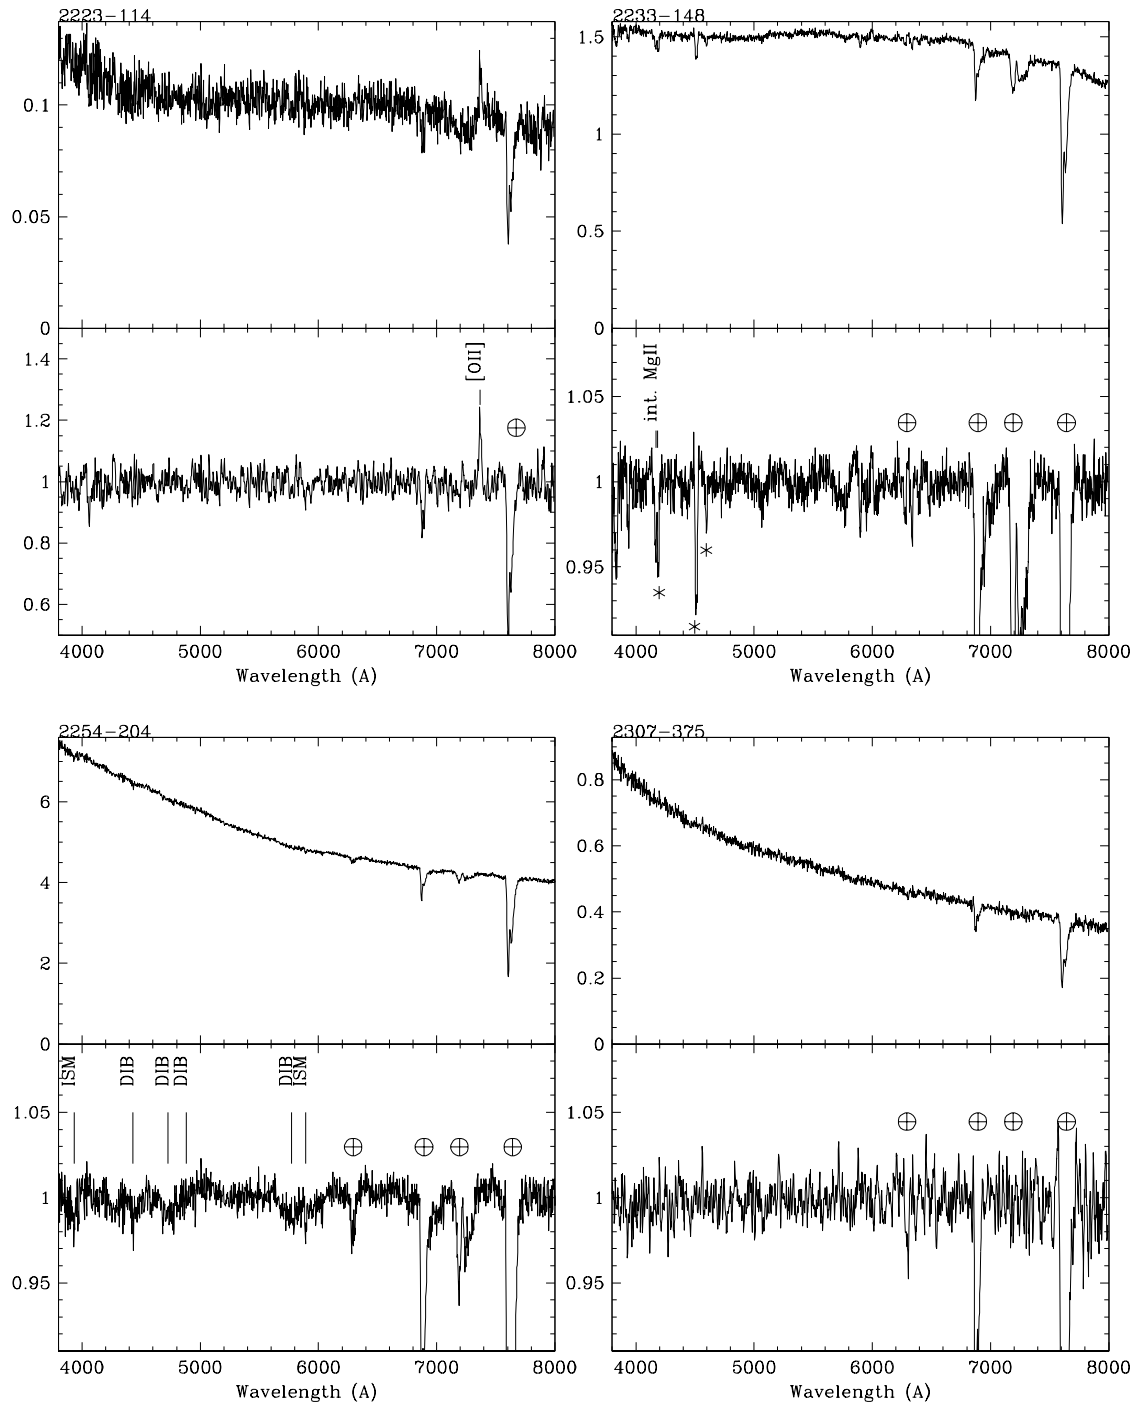 2223-114
2233-148
0.1
0.05
0
1.5
1
0.5
0
[OII]
1.4
1.2
1
0.8
0.6
int. MgII
1.05
1
0.95
* * *
4000 5000 6000 7000 8000
Wavelength (A)
4000 5000 6000 7000 8000
Wavelength (A)
2254-204
2307-375
6
4
2
0
0.8
0.6
0.4
0.2
0
ISM DIB DIB DIB DIB ISM
1.05
1
0.95
1.05
1
0.95
4000 5000 6000 7000 8000
Wavelength (A)
4000 5000 6000 7000 8000
Wavelength (A)